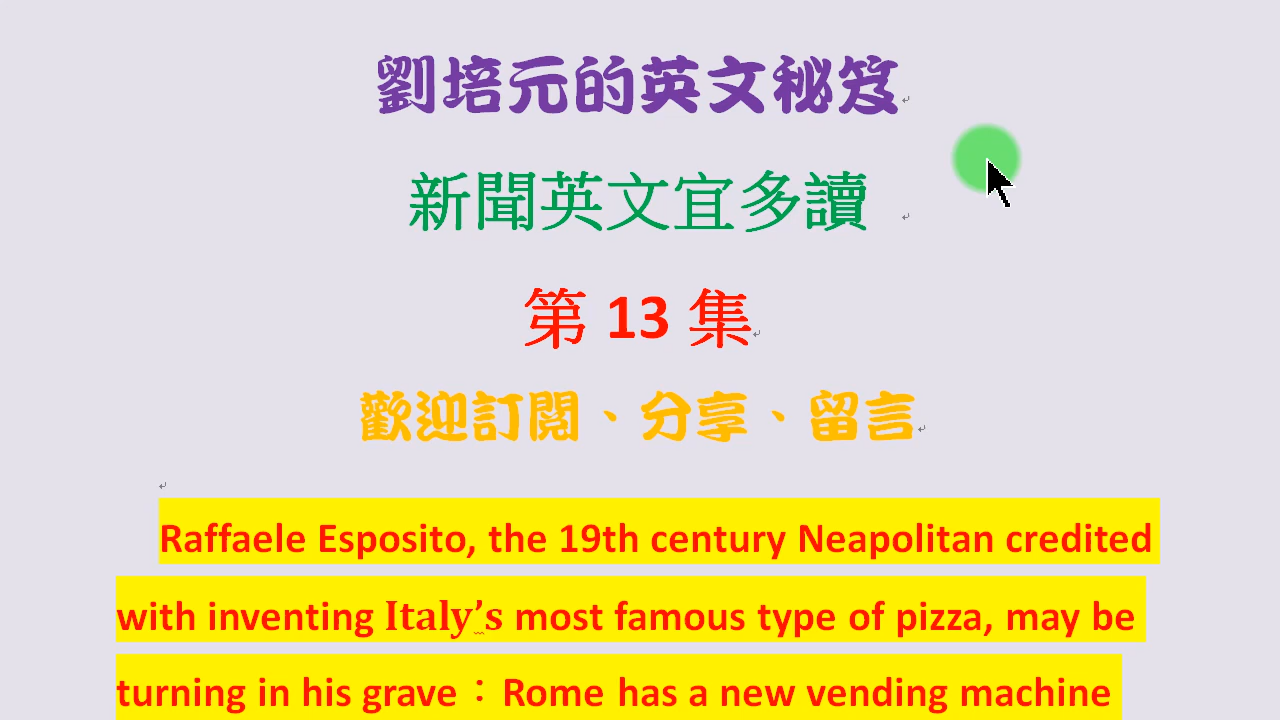 劉培元的英文秘笈
新聞英文宜多讀
第 13 集
歡迎訂閱、分享、留言
Raffaele Esposito, the 19th century Neapolitan credited
with inventing Italy’s most famous type of pizza, may be
turning in his grave：Rome has a new vending machine